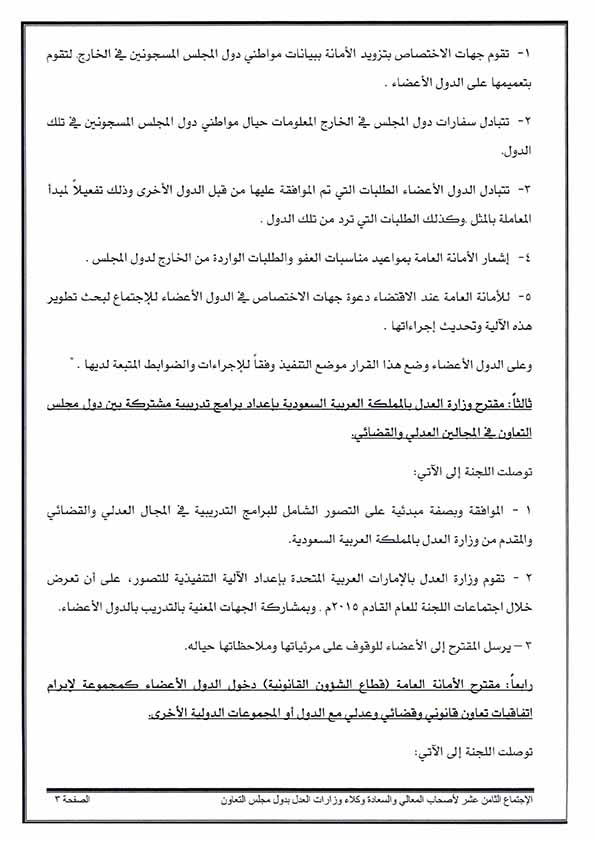 ١- تقوم جهات الاختصاص بتزويد الأمانة ببيانات مواطني دول المجلس المسجونين في الخارج، لتقوم
بتعميمها على الدول الأعضاء .
٢- تتبادل سفارات دول المجلس في الخارج المعلومات حيال مواطني دول المجلس المسجونين في تلك
الدول.
٣- تتبادل الدول الأعضاء الطلبات التي تم الموافقة عليها من قبل الدول الأخرى وذلك تفعيلاً لمبدأ
المعاملة بالمثل .وكذلك الطلبات التي ترد من تلك الدول .
٤- إشعار الأمانة العامة بمواعيد مناسبات العفو والطلبات الواردة من الخارج لدول المجلس .
٥- للأمانة العامة عند الاقتضاء دعوة جهات الاختصاص في الدول الأعضاء للإجتماع لبحث تطوير
هذه الآلية وتحديث إجراءاتها .
وعلى الدول الأعضاء وضع هذا القرار موضع التنفيذ وفقاً للإجراءات والضوابط المتبعة لديها . "
ثالثاً: مقترح وزارة العدل بالمملكة العربية السعودية بإعداد برامج تدريبية مشتركة بين دول مجلس
التعاون في المجالين العدلي والقضائي.
توصلت اللجنة إلى الآتي:
١ - الموافقة وبصفة مبدئية على التصور الشامل للبرامج التدريبية في المجال العدلي والقضائي
والمقدم من وزارة العدل بالمملكة العربية السعودية.
٢ - تقوم وزارة العدل بالإمارات العربية المتحدة بإعداد الآلية التنفيذية للتصور، على أن تعرض
خلال اجتماعات اللجنة للعام القادم ٢٠١٥م . وبمشاركة الجهات المعنية بالتدريب بالدول الأعضاء.
٣ – يرسل المقترح إلى الأعضاء للوقوف على مرئياتها وملاحظاتها حياله.
رابعاً: مقترح الأمانة العامة (قطاع الشؤون القانونية) دخول الدول الأعضاء كمجموعة لإبرام
اتفاقيات تعاون قانوني وقضائي وعدلي مع الدول أو المجموعات الدولية الأخرى.
توصلت اللجنة إلى الآتي:
الإجتماع الثامن عشر لأصحاب المعالي والسعادة وكلاء وزارات العدل بدول مجلس التعاون الصفحة ٣